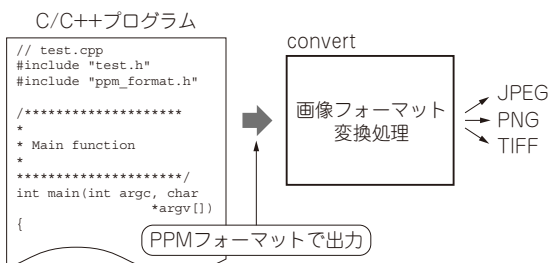 C/C++プログラム
// test.cpp
#include "test.h"
#include "ppm_format.h"
/********************
*
* Main function
*
*********************/
int main(int argc, char
*argv[])
{
convert
画像フォーマット
変換処理
JPEG
PNG
TIFF
PPMフォーマットで出力